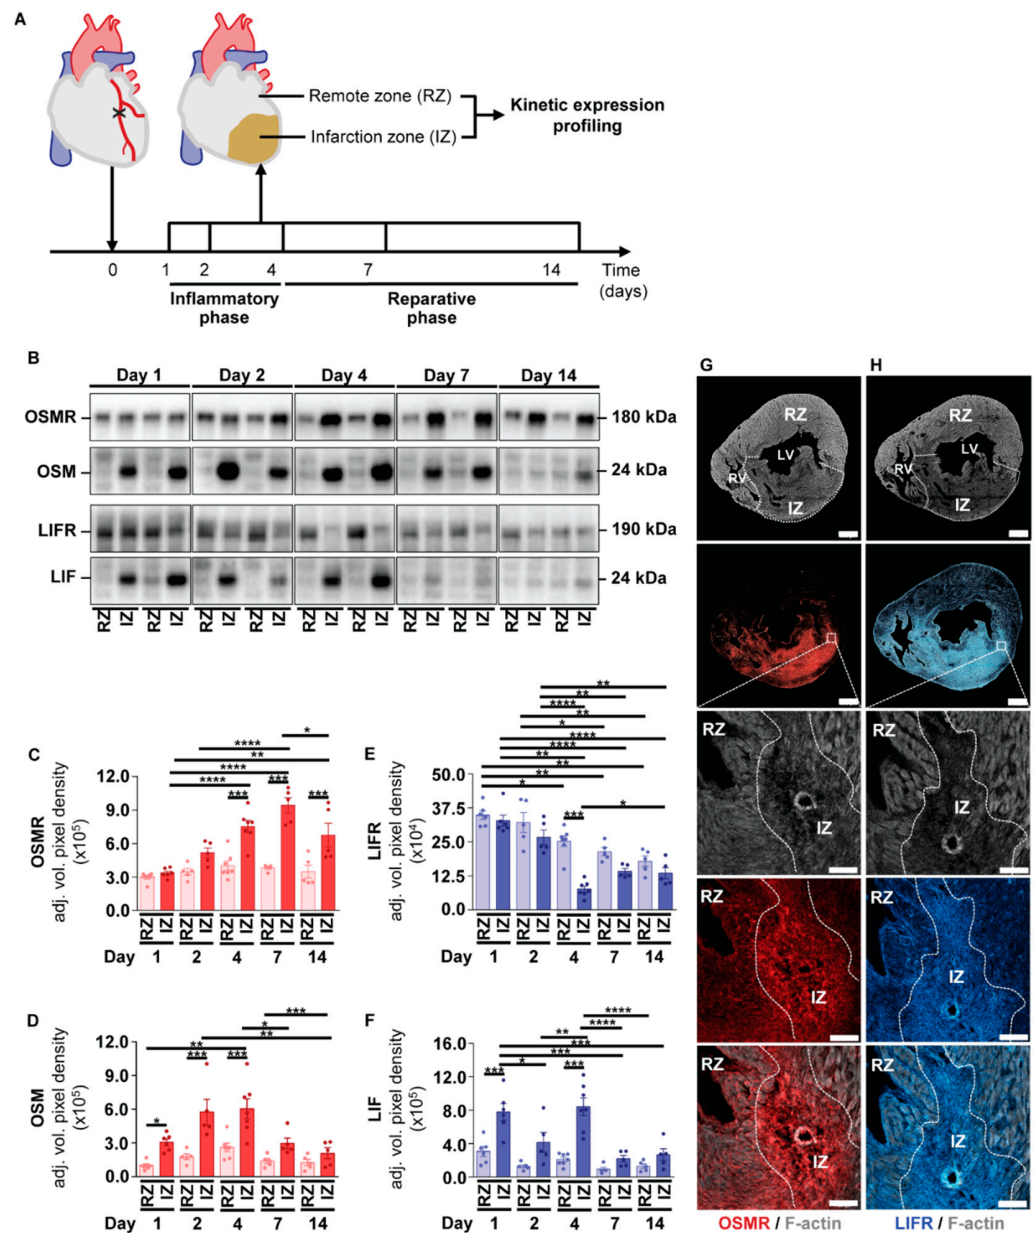 A
Remote zone (RZ)
Infarction zone (IZ)
Kinetic expression
profiling
0 1 2 4 7 14 Time
(days)
Inflammatory
phase
Reparative
phase
B
Day 1 Day 2 Day 4 Day 7 Day 14
OSMR 180 kDa
OSM 24 kDa
LIFR 190 kDa
LIF 24 kDa
RZ IZ RZ IZ RZ IZ RZ IZ RZ IZ RZ IZ RZ IZ RZ IZ RZ IZ RZ IZ
C
OSMR
adj. vol. pixel density
(x10⁵)
12.0
9.0
6.0
3.0
0.0
* **** ** **** **** *** *** ***
RZ IZ RZ IZ RZ IZ RZ IZ RZ IZ
Day 1 2 4 7 14
E
LIFR
adj. vol. pixel density
(x10⁴)
50.0
37.5
25.0
12.5
0.0
** ** **** ** * **** **** ** ** ** * *** *
RZ IZ RZ IZ RZ IZ RZ IZ RZ IZ
Day 1 2 4 7 14
D
OSM
adj. vol. pixel density
(x10⁵)
12.0
9.0
6.0
3.0
0.0
*** * ** ** *** *** *
RZ IZ RZ IZ RZ IZ RZ IZ RZ IZ
Day 1 2 4 7 14
F
LIF
adj. vol. pixel density
(x10⁵)
16.0
12.0
8.0
4.0
0.0
**** **** ** *** *** * *** ***
RZ IZ RZ IZ RZ IZ RZ IZ RZ IZ
Day 1 2 4 7 14
G
RZ
LV
RV
IZ
RZ
IZ
RZ
IZ
RZ
IZ
OSMR / F-actin
H
RZ
LV
RV
IZ
RZ
IZ
RZ
IZ
RZ
IZ
LIFR / F-actin